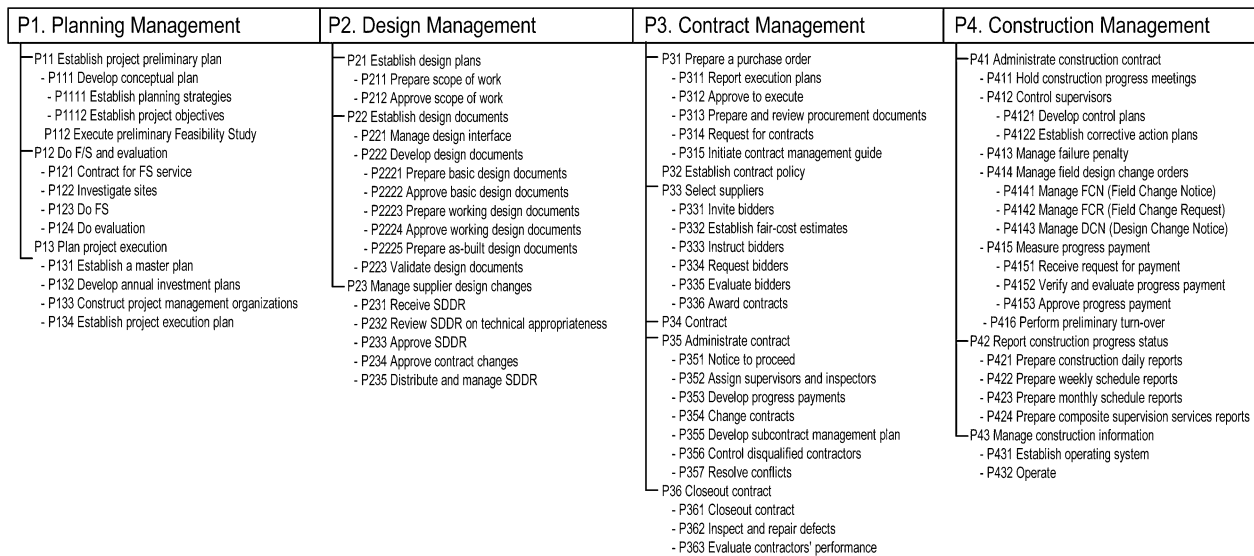 P1. Planning Management
P11 Establish project preliminary plan
- P111 Develop conceptual plan
- P1111 Establish planning strategies
- P1112 Establish project objectives
P112 Execute preliminary Feasibility Study
P12 Do F/S and evaluation
- P121 Contract for FS service
- P122 Investigate sites
- P123 Do FS
- P124 Do evaluation
P13 Plan project execution
- P131 Establish a master plan
- P132 Develop annual investment plans
- P133 Construct project management organizations
- P134 Establish project execution plan
P2. Design Management
P21 Establish design plans
- P211 Prepare scope of work
- P212 Approve scope of work
P22 Establish design documents
- P221 Manage design interface
- P222 Develop design documents
- P2221 Prepare basic design documents
- P2222 Approve basic design documents
- P2223 Prepare working design documents
- P2224 Approve working design documents
- P2225 Prepare as-built design documents
- P223 Validate design documents
P23 Manage supplier design changes
- P231 Receive SDDR
- P232 Review SDDR on technical appropriateness
- P233 Approve SDDR
- P234 Approve contract changes
- P235 Distribute and manage SDDR
P3. Contract Management
P31 Prepare a purchase order
- P311 Report execution plans
- P312 Approve to execute
- P313 Prepare and review procurement documents
- P314 Request for contracts
- P315 Initiate contract management guide
P32 Establish contract policy
P33 Select suppliers
- P331 Invite bidders
- P332 Establish fair-cost estimates
- P333 Instruct bidders
- P334 Request bidders
- P335 Evaluate bidders
- P336 Award contracts
P34 Contract
P35 Administrate contract
- P351 Notice to proceed
- P352 Assign supervisors and inspectors
- P353 Develop progress payments
- P354 Change contracts
- P355 Develop subcontract management plan
- P356 Control disqualified contractors
- P357 Resolve conflicts
P36 Closeout contract
- P361 Closeout contract
- P362 Inspect and repair defects
- P363 Evaluate contractors' performance
P4. Construction Management
P41 Administrate construction contract
- P411 Hold construction progress meetings
- P412 Control supervisors
- P4121 Develop control plans
- P4122 Establish corrective action plans
- P413 Manage failure penalty
- P414 Manage field design change orders
- P4141 Manage FCN (Field Change Notice)
- P4142 Manage FCR (Field Change Request)
- P4143 Manage DCN (Design Change Notice)
- P415 Measure progress payment
- P4151 Receive request for payment
- P4152 Verify and evaluate progress payment
- P4153 Approve progress payment
- P416 Perform preliminary turn-over
P42 Report construction progress status
- P421 Prepare construction daily reports
- P422 Prepare weekly schedule reports
- P423 Prepare monthly schedule reports
- P424 Prepare composite supervision services reports
P43 Manage construction information
- P431 Establish operating system
- P432 Operate